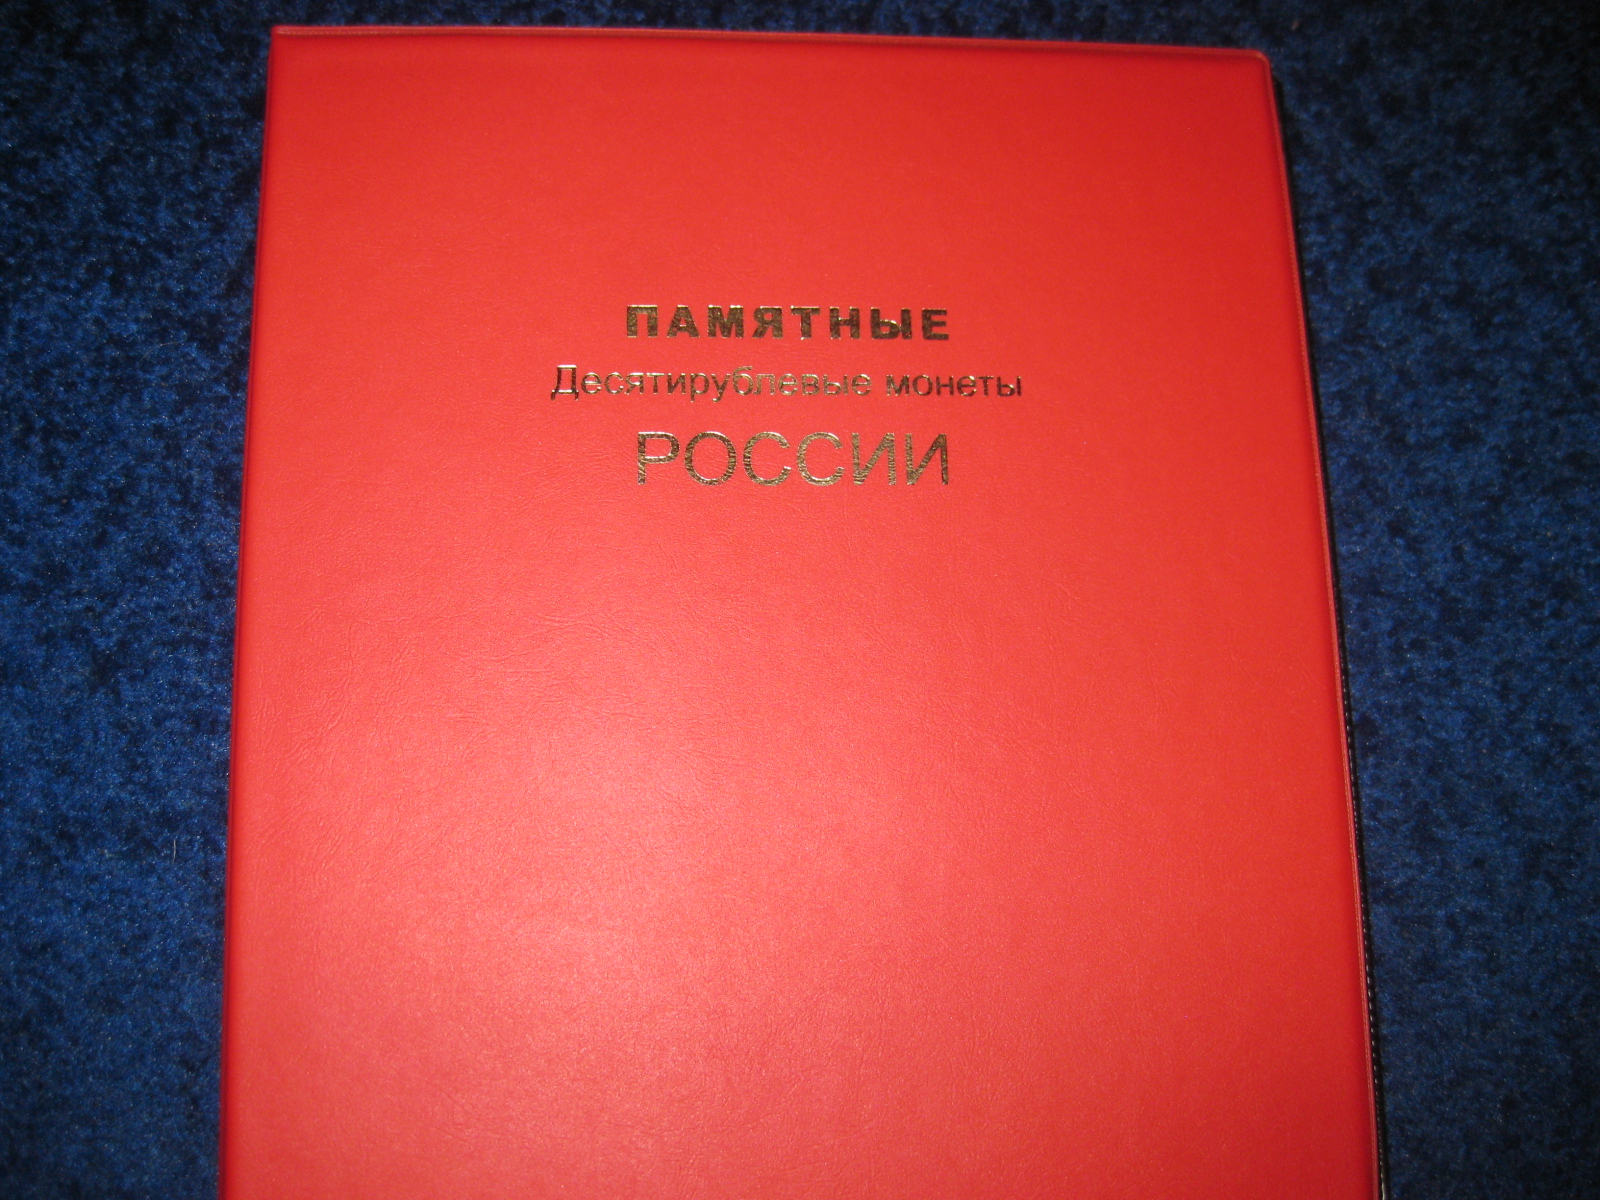 ПАМЯТНЫЕ
Десятирублевые монеты
РОССИИ